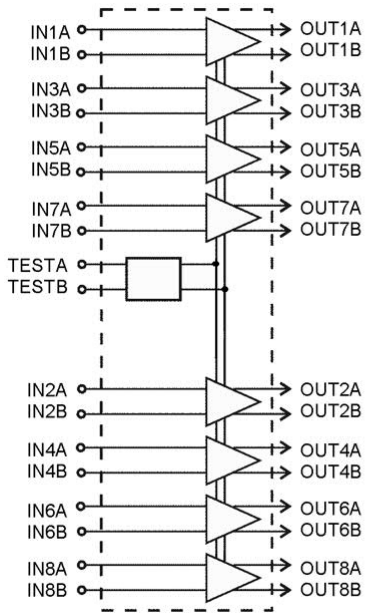 IN1A OUT1A
IN1B OUT1B
IN3A OUT3A
IN3B OUT3B
IN5A OUT5A
IN5B OUT5B
IN7A OUT7A
IN7B OUT7B
TESTA
TESTB
IN2A OUT2A
IN2B OUT2B
IN4A OUT4A
IN4B OUT4B
IN6A OUT6A
IN6B OUT6B
IN8A OUT8A
IN8B OUT8B